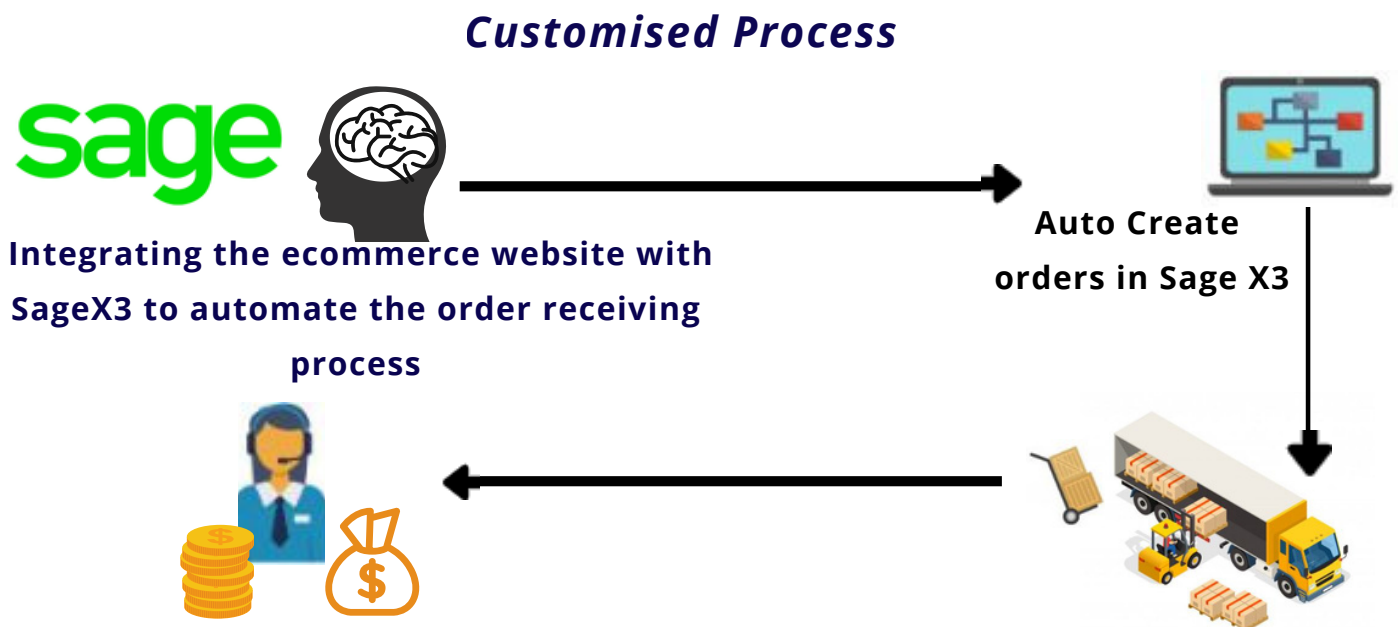 Customised Process
sage
Integrating the ecommerce website with
SageX3 to automate the order receiving
process
Auto Create
orders in Sage X3
$
$